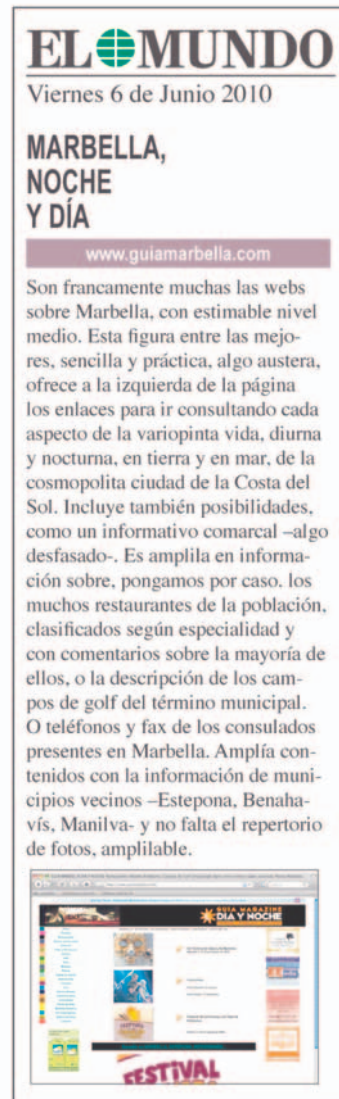 EL MUNDO
Viernes 6 de Junio 2010
MARBELLA,
NOCHE
Y DÍA
www.guiamarbella.com
Son francamente muchas las webs
sobre Marbella, con estimable nivel
medio. Esta figura entre las mejo-
res, sencilla y práctica, algo austera,
ofrece a la izquierda de la página
los enlaces para ir consultando cada
aspecto de la variopinta vida, diurna
y nocturna, en tierra y en mar, de la
cosmopolita ciudad de la Costa del
Sol. Incluye también posibilidades,
como un informativo comarcal –algo
desfasado-. Es amplila en informa-
ción sobre, pongamos por caso. los
muchos restaurantes de la población,
clasificados según especialidad y
con comentarios sobre la mayoría de
ellos, o la descripción de los cam-
pos de golf del término municipal.
O teléfonos y fax de los consulados
presentes en Marbella. Amplía con-
tenidos con la información de muni-
cipios vecinos –Estepona, Benaha-
vís, Manilva- y no falta el repertorio
de fotos, amplilable.
GUIA MAGAZINE
DIA Y NOCHE
FESTIVAL